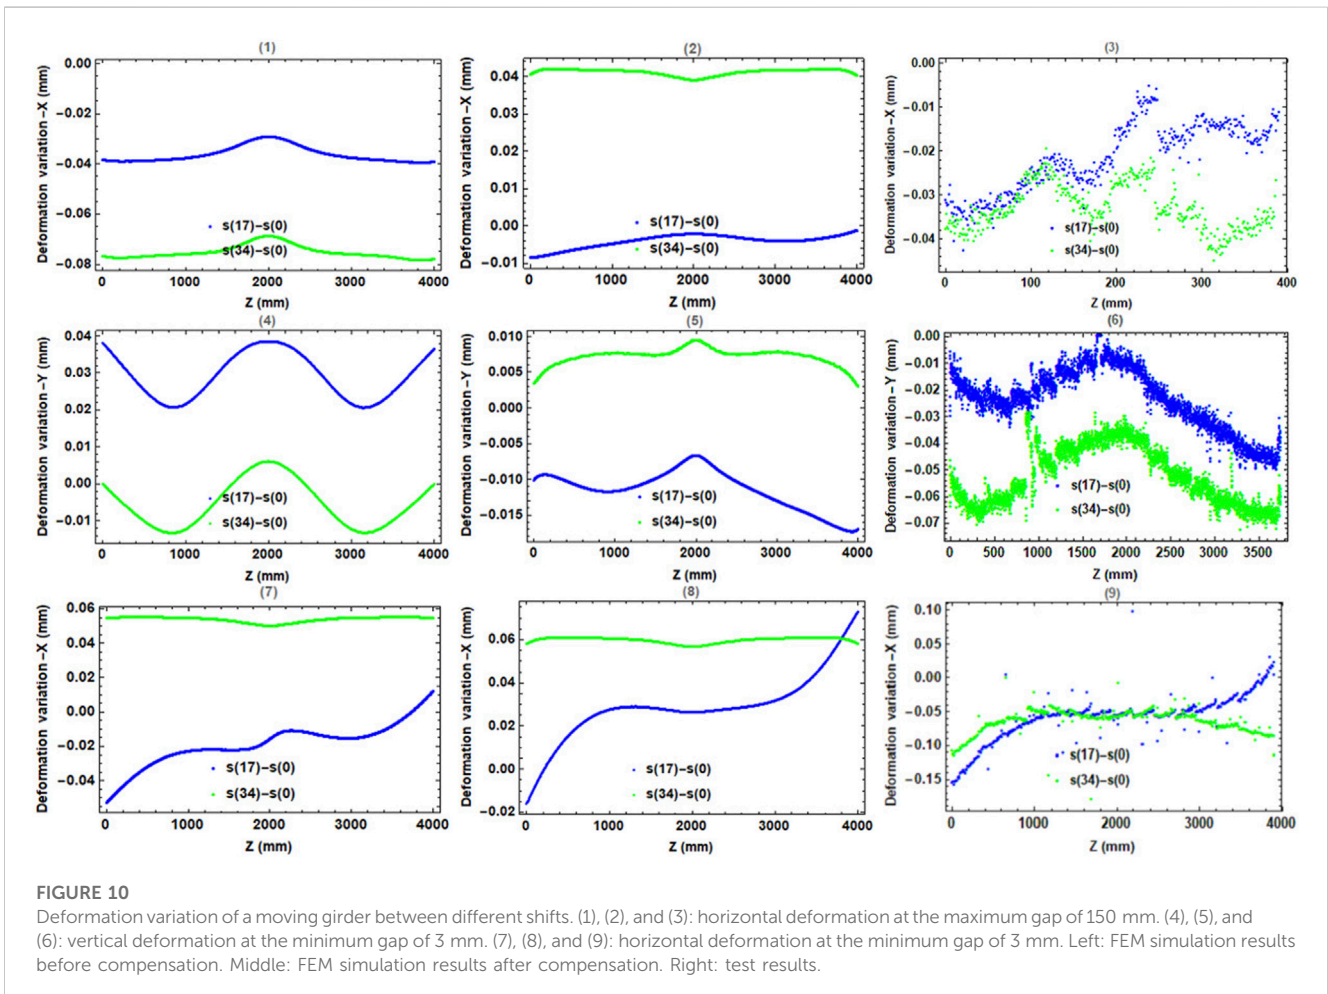 (1)
Deformation variation –X (mm)
0.00
−0.02
−0.04
−0.06
−0.08
s(17)−s(0)
s(34)−s(0)
0 1000 2000 3000 4000
Z (mm)
(2)
Deformation variation –X (mm)
0.04
0.03
0.02
0.01
0.00
−0.01
s(17)−s(0)
s(34)−s(0)
0 1000 2000 3000 4000
Z (mm)
(3)
Deformation variation –X (mm)
0.00
−0.01
−0.02
−0.03
−0.04
s(17)−s(0)
s(34)−s(0)
0 100 200 300 400
Z (mm)
(4)
Deformation variation –Y (mm)
0.04
0.03
0.02
0.01
0.00
−0.01
s(17)−s(0)
s(34)−s(0)
0 1000 2000 3000 4000
Z (mm)
(5)
Deformation variation –Y (mm)
0.010
0.005
0.000
−0.005
−0.010
−0.015
s(17)−s(0)
s(34)−s(0)
0 1000 2000 3000 4000
Z (mm)
(6)
Deformation variation –Y (mm)
0.00
−0.01
−0.02
−0.03
−0.04
−0.05
−0.06
−0.07
s(17)−s(0)
s(34)−s(0)
0 500 1000 1500 2000 2500 3000 3500
Z (mm)
(7)
Deformation variation –X (mm)
0.06
0.04
0.02
0.00
−0.02
−0.04
s(17)−s(0)
s(34)−s(0)
0 1000 2000 3000 4000
Z (mm)
(8)
Deformation variation –X (mm)
0.06
0.04
0.02
0.00
−0.02
s(17)−s(0)
s(34)−s(0)
0 1000 2000 3000 4000
Z (mm)
(9)
Deformation variation –X (mm)
0.10
0.05
0.00
−0.05
−0.10
−0.15
s(17)−s(0)
s(34)−s(0)
0 1000 2000 3000 4000
Z (mm)
FIGURE 10
Deformation variation of a moving girder between different shifts. (1), (2), and (3): horizontal deformation at the maximum gap of 150 mm. (4), (5), and
(6): vertical deformation at the minimum gap of 3 mm. (7), (8), and (9): horizontal deformation at the minimum gap of 3 mm. Left: FEM simulation results
before compensation. Middle: FEM simulation results after compensation. Right: test results.